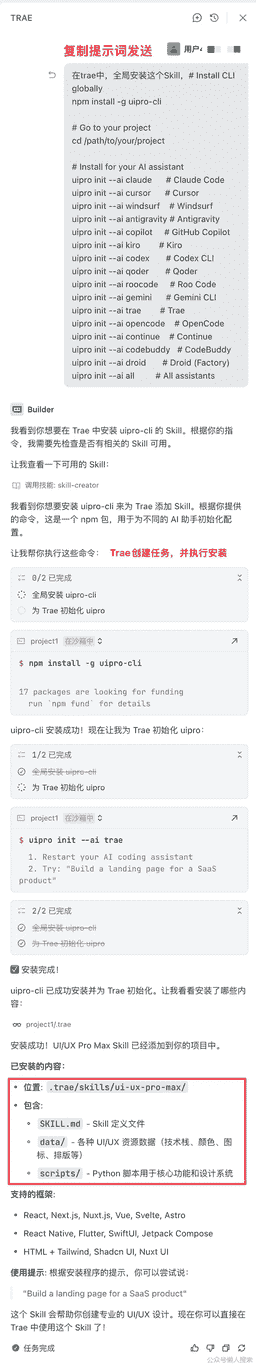 TRAE
复制提示词发送
在trae中，全局安装这个Skill，# Install CLI
globally
npm install -g uipro-cli
# Go to your project
cd /path/to/your/project
# Install for your AI assistant
uipro init --ai claude # Claude Code
uipro init --ai cursor # Cursor
uipro init --ai windsurf # Windsurf
uipro init --ai antigravity # Antigravity
uipro init --ai copilot # GitHub Copilot
uipro init --ai kiro # Kiro
uipro init --ai codex # Codex CLI
uipro init --ai qoder # Qoder
uipro init --ai roocode # Roo Code
uipro init --ai gemini # Gemini CLI
uipro init --ai trae # Trae
uipro init --ai opencode # OpenCode
uipro init --ai continue # Continue
uipro init --ai codebuddy # CodeBuddy
uipro init --ai droid # Droid (Factory)
uipro init --ai all # All assistants
Builder
我看到你想要在 Trae 中安装 uipro-cli 的 Skill。根据你的指
令，我需要先检查是否有相关的 Skill 可用。
让我查看一下可用的 Skill：
调用技能: skill-creator
我看到你想要安装 uipro-cli 来为 Trae 添加 Skill。根据你提供
的命令，这是一个 npm 包，用于为不同的 AI 助手初始化配
置。
让我帮你执行这些命令： Trae创建任务，并执行安装
0/2 已完成
全局安装 uipro-cli
为 Trae 初始化 uipro
project1 在沙箱中
$ npm install -g uipro-cli
17 packages are looking for funding
run `npm fund` for details
uipro-cli 安装成功！现在让我为 Trae 初始化 uipro：
1/2 已完成
全局安装 uipro-cli
为 Trae 初始化 uipro
project1 在沙箱中
$ uipro init --ai trae
1. Restart your AI coding assistant
2. Try: "Build a landing page for a SaaS
product"
2/2 已完成
全局安装 uipro-cli
为 Trae 初始化 uipro
安装完成！
uipro-cli 已成功安装并为 Trae 初始化。让我看看安装了哪些内
容：
project1/.trae
安装成功！UI/UX Pro Max Skill 已经添加到你的项目中。
已安装的内容:
位置: .trae/skills/ui-ux-pro-max/
包含:
SKILL.md - Skill 定义文件
data/ - 各种 UI/UX 资源数据（技术栈、颜色、图
标、排版等）
scripts/ - Python 脚本用于核心功能和设计系统
支持的框架:
React, Next.js, Nuxt.js, Vue, Svelte, Astro
React Native, Flutter, SwiftUI, Jetpack Compose
HTML + Tailwind, Shadcn UI, Nuxt UI
使用提示: 根据安装程序的提示，你可以尝试说：
"Build a landing page for a SaaS product"
这个 Skill 会帮助你创建专业的 UI/UX 设计。现在你可以直接在
Trae 中使用这个 Skill 了！
任务完成
公众号懒人搜索